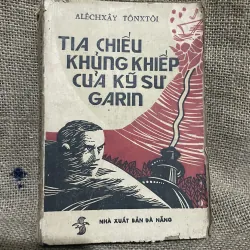 ALÊCHXÂY TÔNXTÔI
TIA CHIẾU
KHỦNG KHIẾP
CỦA KỸ SƯ
GARIN
NHÀ XUẤT BẢN ĐÀ NẴNG